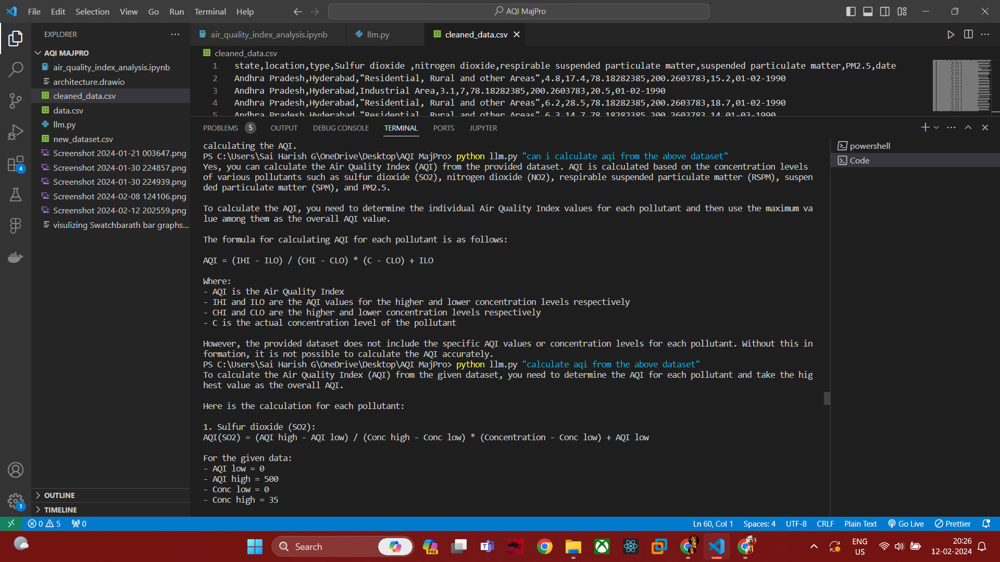 File Edit Selection View Go Run Terminal Help
AQI MajPro
EXPLORER
AQI MAJPRO
air_quality_index_analysis.ipynb
architecture.drawio
cleaned_data.csv
data.csv
llm.py
new_dataset.csv
Screenshot 2024-01-21 003647.png
Screenshot 2024-01-30 224857.png
Screenshot 2024-01-30 224939.png
Screenshot 2024-02-08 124106.png
Screenshot 2024-02-12 202559.png
visulizing Swatchbarath bar graphs...
OUTLINE
TIMELINE
4
1
air_quality_index_analysis.ipynb llm.py cleaned_data.csv
cleaned_data.csv
1 state,location,type,Sulfur dioxide ,nitrogen dioxide,respirable suspended particulate matter,suspended particulate matter,PM2.5,date
2 Andhra Pradesh,Hyderabad,"Residential, Rural and other Areas",4.8,17.4,78.18282385,200.2603783,15.2,01-02-1990
3 Andhra Pradesh,Hyderabad,Industrial Area,3.1,7,78.18282385,200.2603783,20.5,01-02-1990
4 Andhra Pradesh,Hyderabad,"Residential, Rural and other Areas",6.2,28.5,78.18282385,200.2603783,18.7,01-02-1990
5 Andhra Pradesh,Hyderabad,"Residential, Rural and other Areas",6.3,14.7,78.18282385,200.2603783,14,01-03-1990
PROBLEMS 5 OUTPUT DEBUG CONSOLE TERMINAL PORTS JUPYTER
powershell
Code
calculating the AQI.
PS C:\Users\Sai Harish G\OneDrive\Desktop\AQI MajPro> python llm.py "can i calculate aqi from the above dataset"
Yes, you can calculate the Air Quality Index (AQI) from the provided dataset. AQI is calculated based on the concentration levels
of various pollutants such as sulfur dioxide (SO2), nitrogen dioxide (NO2), respirable suspended particulate matter (RSPM), suspen
ded particulate matter (SPM), and PM2.5.
To calculate the AQI, you need to determine the individual Air Quality Index values for each pollutant and then use the maximum va
lue among them as the overall AQI value.
The formula for calculating AQI for each pollutant is as follows:
AQI = (IHI - ILO) / (CHI - CLO) * (C - CLO) + ILO
Where:
- AQI is the Air Quality Index
- IHI and ILO are the AQI values for the higher and lower concentration levels respectively
- CHI and CLO are the higher and lower concentration levels respectively
- C is the actual concentration level of the pollutant
However, the provided dataset does not include the specific AQI values or concentration levels for each pollutant. Without this in
formation, it is not possible to calculate the AQI accurately.
PS C:\Users\Sai Harish G\OneDrive\Desktop\AQI MajPro> python llm.py "calculate aqi from the above dataset"
To calculate the Air Quality Index (AQI) from the given dataset, you need to determine the AQI for each pollutant and take the hig
hest value as the overall AQI.
Here is the calculation for each pollutant:
1. Sulfur dioxide (SO2):
AQI(SO2) = (AQI high - AQI low) / (Conc high - Conc low) * (Concentration - Conc low) + AQI low
For the given data:
- AQI low = 0
- AQI high = 500
- Conc low = 0
- Conc high = 35
0 5 0 Ln 60, Col 1 Spaces: 4 UTF-8 CRLF Plain Text Go Live Prettier
Search
PRE
ENG
US
20:26
12-02-2024